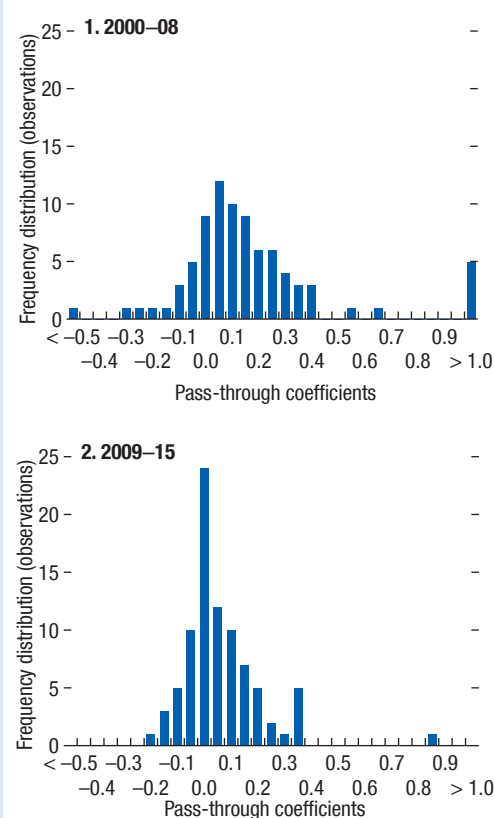 1. 2000–08
Frequency distribution (observations)
25
20
15
10
5
0
< –0.5 –0.3 –0.1 0.1 0.3 0.5 0.7 0.9
–0.4 –0.2 0.0 0.2 0.4 0.6 0.8 > 1.0
Pass-through coefficients
2. 2009–15
Frequency distribution (observations)
25
20
15
10
5
0
< –0.5 –0.3 –0.1 0.1 0.3 0.5 0.7 0.9
–0.4 –0.2 0.0 0.2 0.4 0.6 0.8 > 1.0
Pass-through coefficients